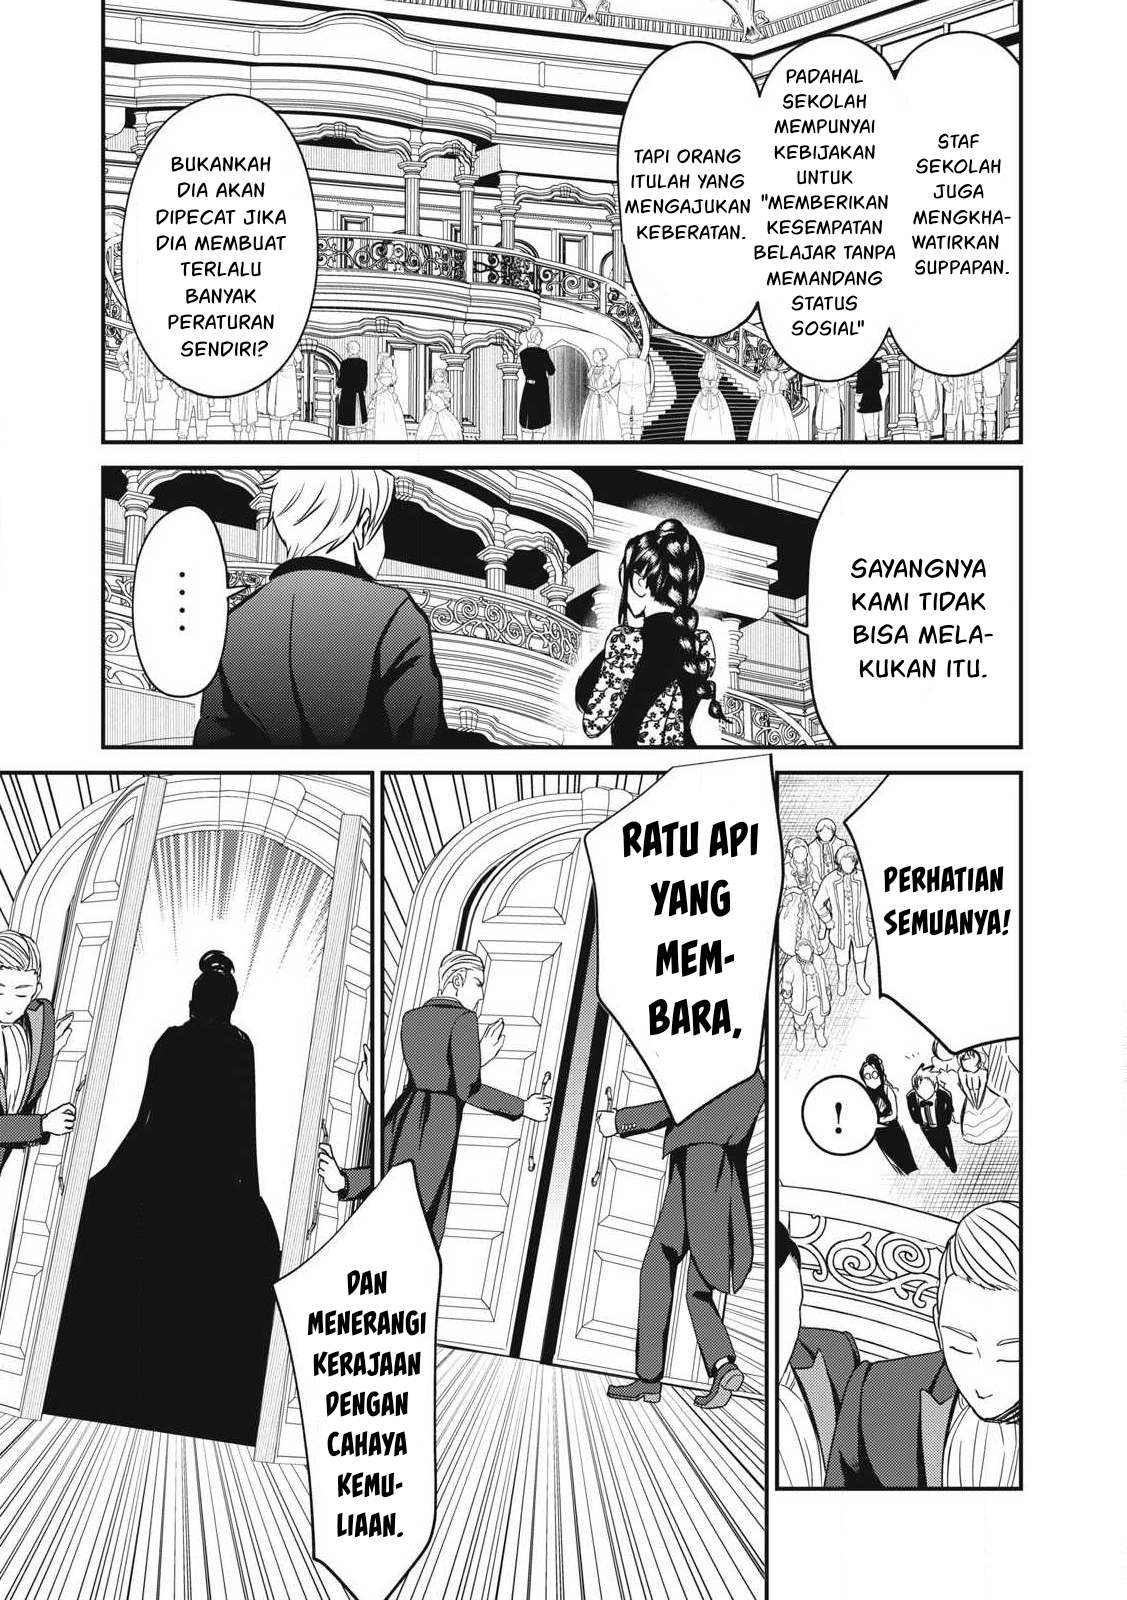 STAF
SEKOLAH
JUGA
MENGKHA-
WATIRKAN
SUPPAPAN.
PADAHAL
SEKOLAH
MEMPUNYAI
KEBIJAKAN
UNTUK
"MEMBERIKAN
KESEMPATAN
BELAJAR TANPA
MEMANDANG
STATUS
SOSIAL"
TAPI ORANG
ITULAH YANG
MENGAJUKAN
KEBERATAN.
BUKANKAH
DIA AKAN
DIPECAT JIKA
DIA MEMBUAT
TERLALU
BANYAK
PERATURAN
SENDIRI?
SAYANGNYA
KAMI TIDAK
BISA MELA-
KUKAN ITU.
...
PERHATIAN
SEMUANYA!
!
RATU API
YANG
MEM-
BARA,
DAN
MENERANGI
KERAJAAN
DENGAN
CAHAYA
KEMU-
LIAAN.